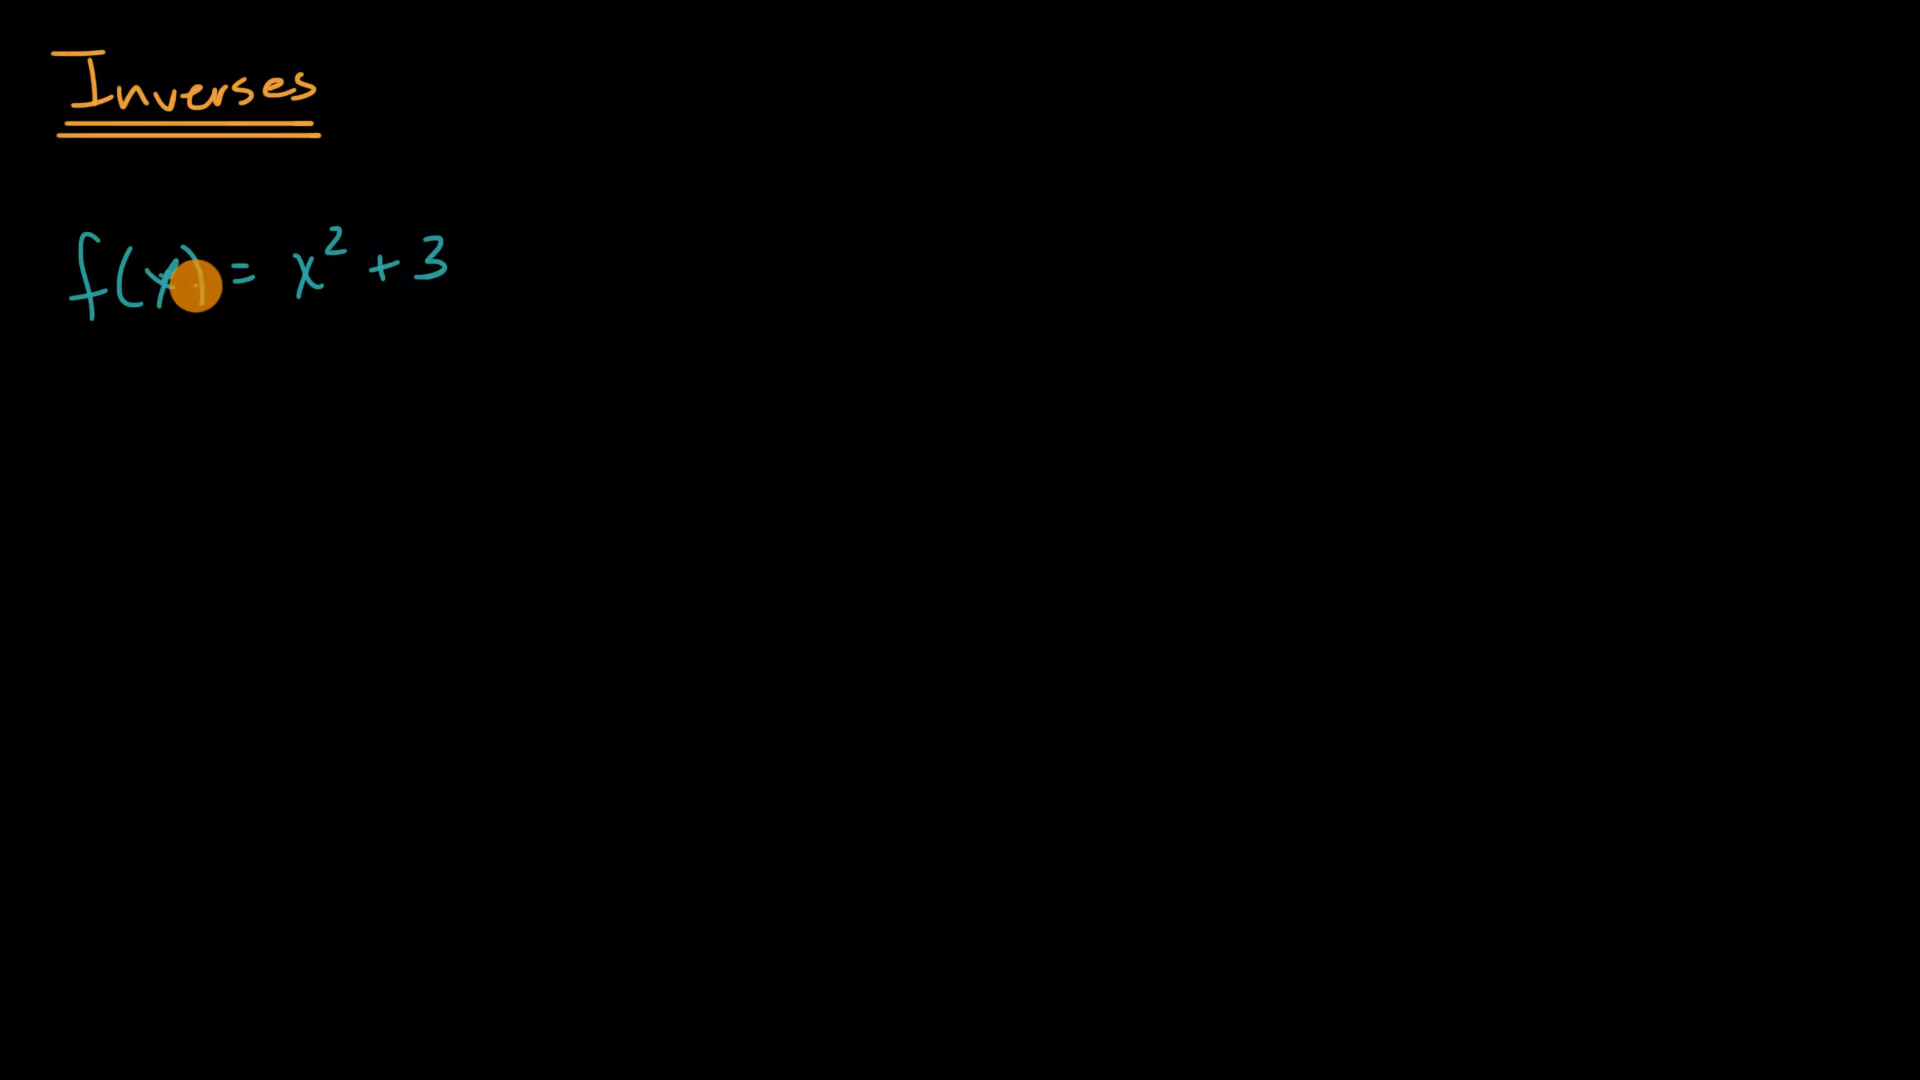 Inverses
f(x) = x² + 3